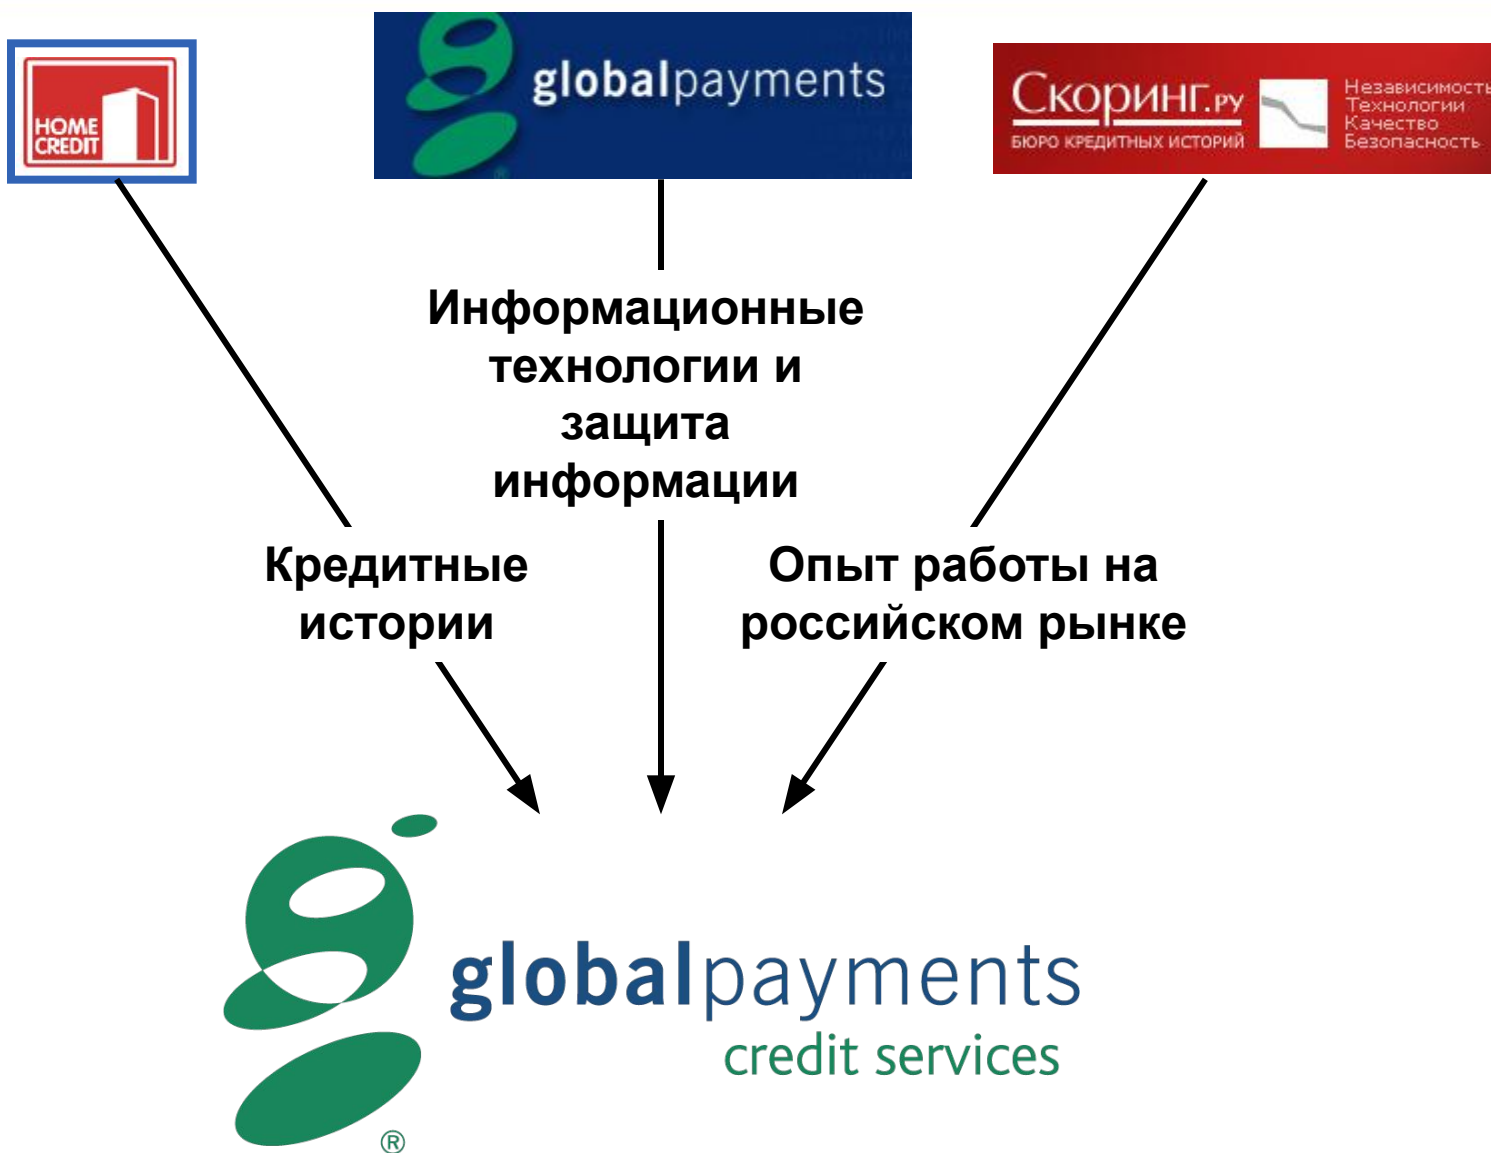 HOME
CREDIT
globalpayments
®
Скоринг.ру
БЮРО КРЕДИТНЫХ ИСТОРИЙ
Независимость
Технологии
Качество
Безопасность
Информационные
технологии и
защита
информации
Кредитные
истории
Опыт работы на
российском рынке
globalpayments
credit services
®